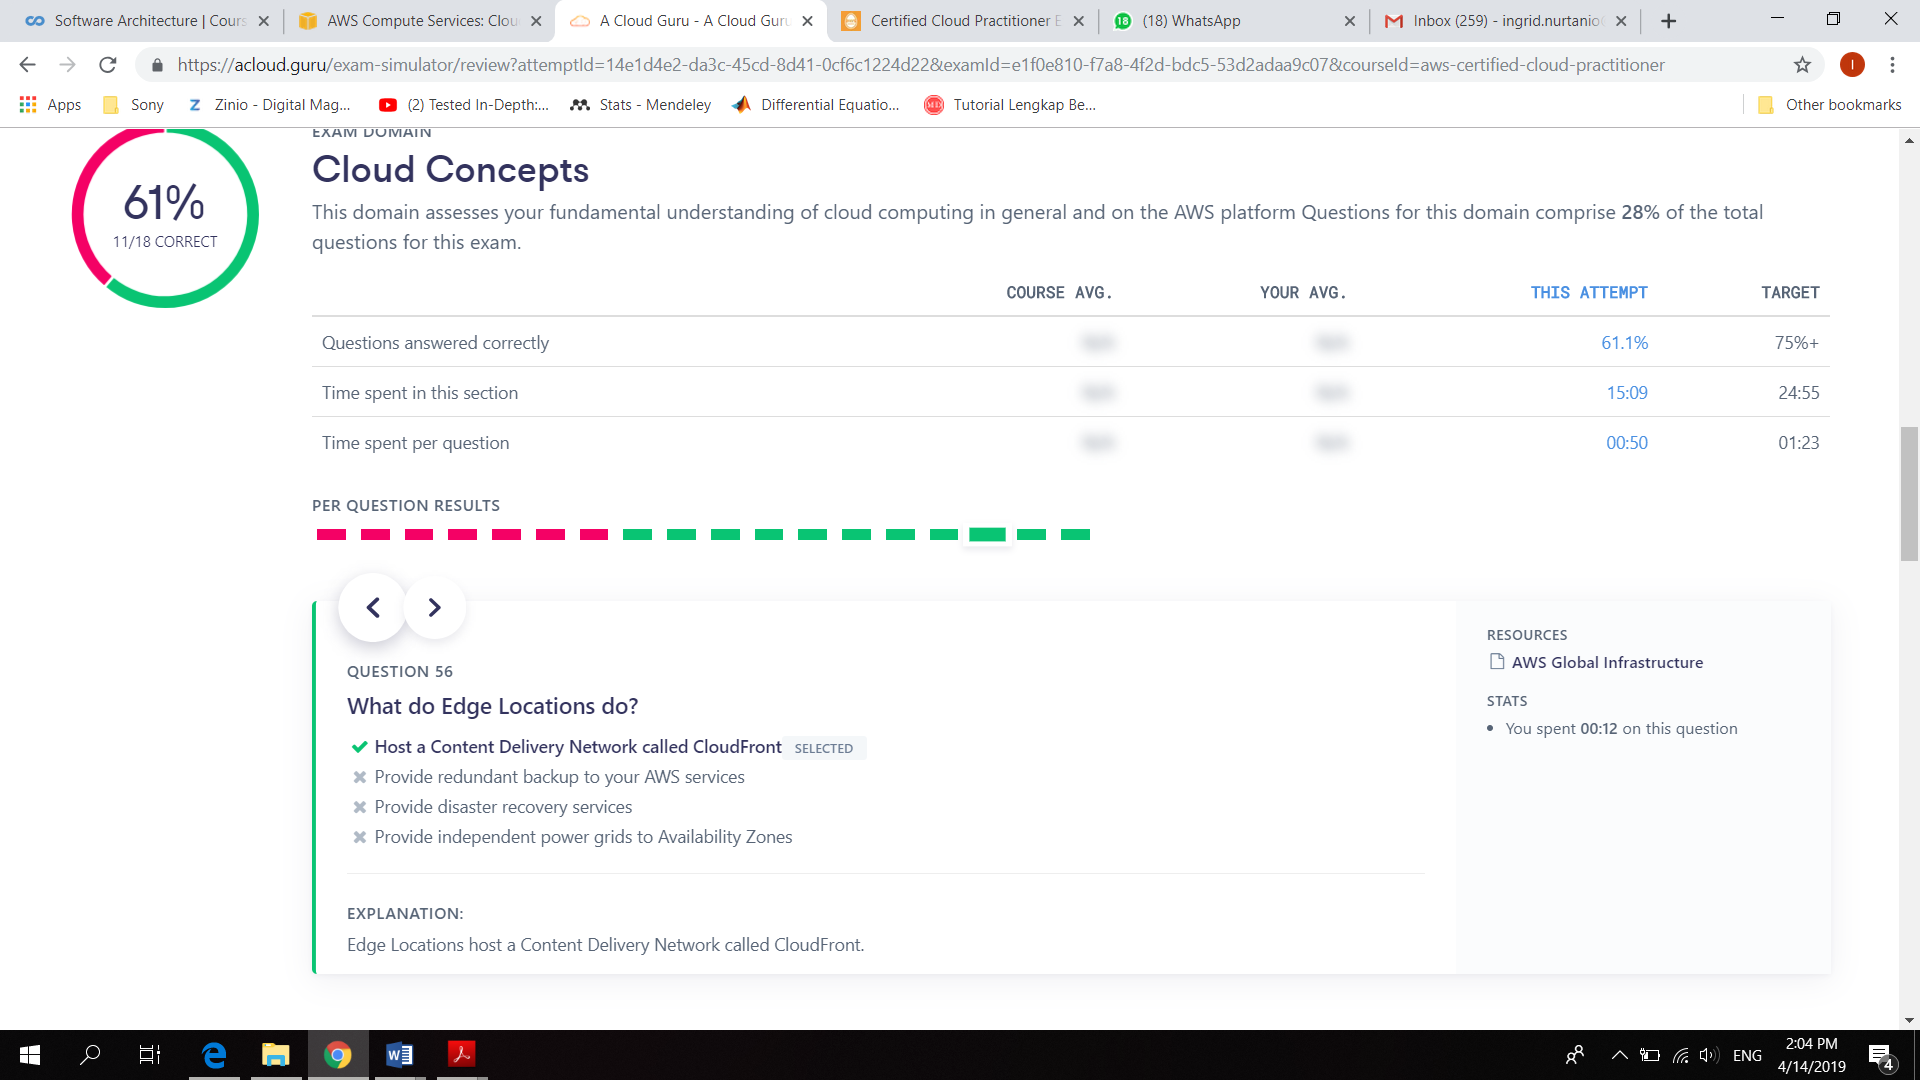 Software Architecture | Cours
AWS Compute Services: Clou
A Cloud Guru - A Cloud Guru
Certified Cloud Practitioner E
(18) WhatsApp
Inbox (259) - ingrid.nurtanio
https://acloud.guru/exam-simulator/review?attemptId=14e1d4e2-da3c-45cd-8d41-0cf6c1224d22&examId=e1f0e810-f7a8-4f2d-bdc5-53d2adaa9c07&courseId=aws-certified-cloud-practitioner
I
Apps
Sony
Zinio - Digital Mag...
(2) Tested In-Depth:...
Stats - Mendeley
Differential Equatio...
Tutorial Lengkap Be...
Other bookmarks
61%
11/18 CORRECT
EXAM DOMAIN
Cloud Concepts
This domain assesses your fundamental understanding of cloud computing in general and on the AWS platform Questions for this domain comprise 28% of the total
questions for this exam.
COURSE AVG. YOUR AVG. THIS ATTEMPT TARGET
Questions answered correctly 61.1% 75%+
Time spent in this section 15:09 24:55
Time spent per question 00:50 01:23
PER QUESTION RESULTS
QUESTION 56
What do Edge Locations do?
Host a Content Delivery Network called CloudFront SELECTED
Provide redundant backup to your AWS services
Provide disaster recovery services
Provide independent power grids to Availability Zones
EXPLANATION:
Edge Locations host a Content Delivery Network called CloudFront.
RESOURCES
AWS Global Infrastructure
STATS
You spent 00:12 on this question
ENG
2:04 PM
4/14/2019
4